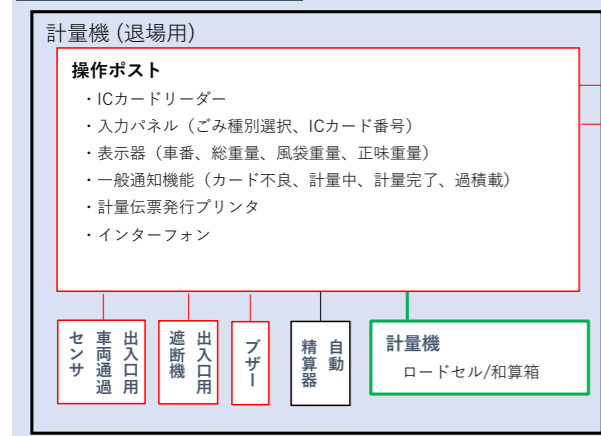 計量機 (退場用)
操作ポスト
・ICカードリーダー
・入力パネル（ごみ種別選択、ICカード番号）
・表示器（車番、総重量、風袋重量、正味重量）
・一般通知機能（カード不良、計量中、計量完了、過積載）
・計量伝票発行プリンタ
・インターフォン
出入口用
車両通過
センサ
出入口用
遮断機
ブザー
自動
精算器
計量機
ロードセル/和算箱